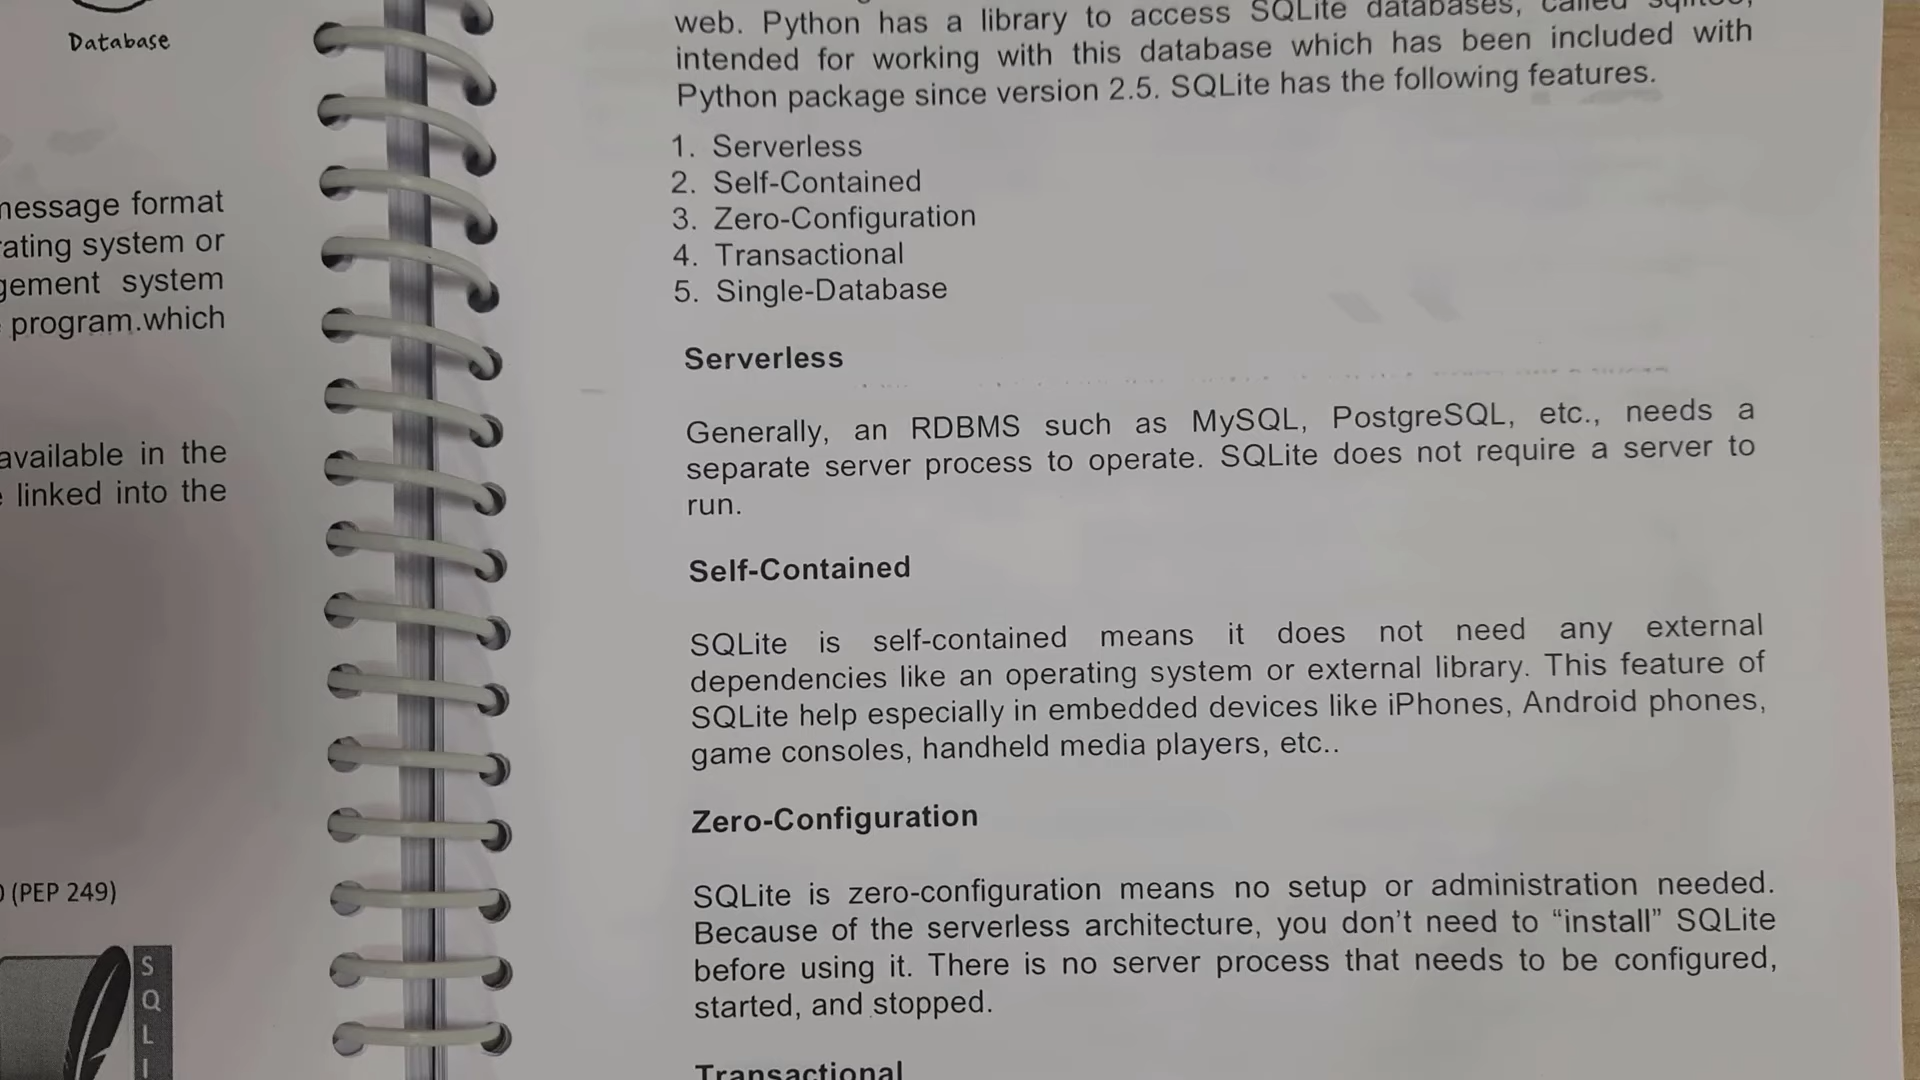 Database
message format
rating system or
gement system
program.which
available in the
linked into the
(PEP 249)
S
Q
L
I
web. Python has a library to access SQLite databases, called
intended for working with this database which has been included with
Python package since version 2.5. SQLite has the following features.
1. Serverless
2. Self-Contained
3. Zero-Configuration
4. Transactional
5. Single-Database
Serverless
Generally, an RDBMS such as MySQL, PostgreSQL, etc., needs a
separate server process to operate. SQLite does not require a server to
run.
Self-Contained
SQLite is self-contained means it does not need any external
dependencies like an operating system or external library. This feature of
SQLite help especially in embedded devices like iPhones, Android phones,
game consoles, handheld media players, etc..
Zero-Configuration
SQLite is zero-configuration means no setup or administration needed.
Because of the serverless architecture, you don't need to “install” SQLite
before using it. There is no server process that needs to be configured,
started, and stopped.
Transactional